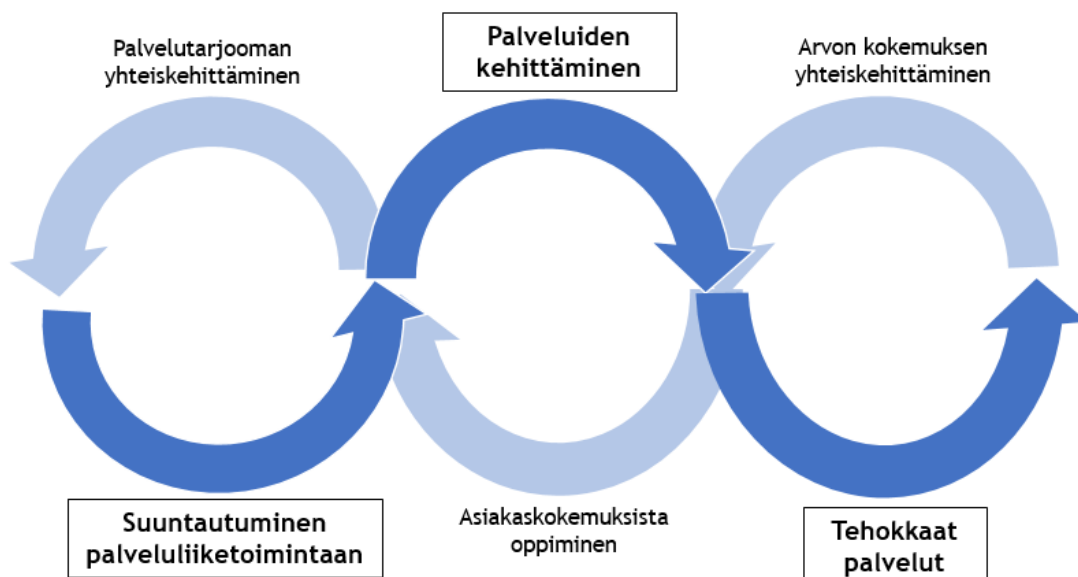 Palvelutarjooman
yhteiskehittäminen
Palveluiden
kehittäminen
Arvon kokemuksen
yhteiskehittäminen
Suuntautuminen
palveluliiketoimintaan
Asiakaskokemuksista
oppiminen
Tehokkaat
palvelut